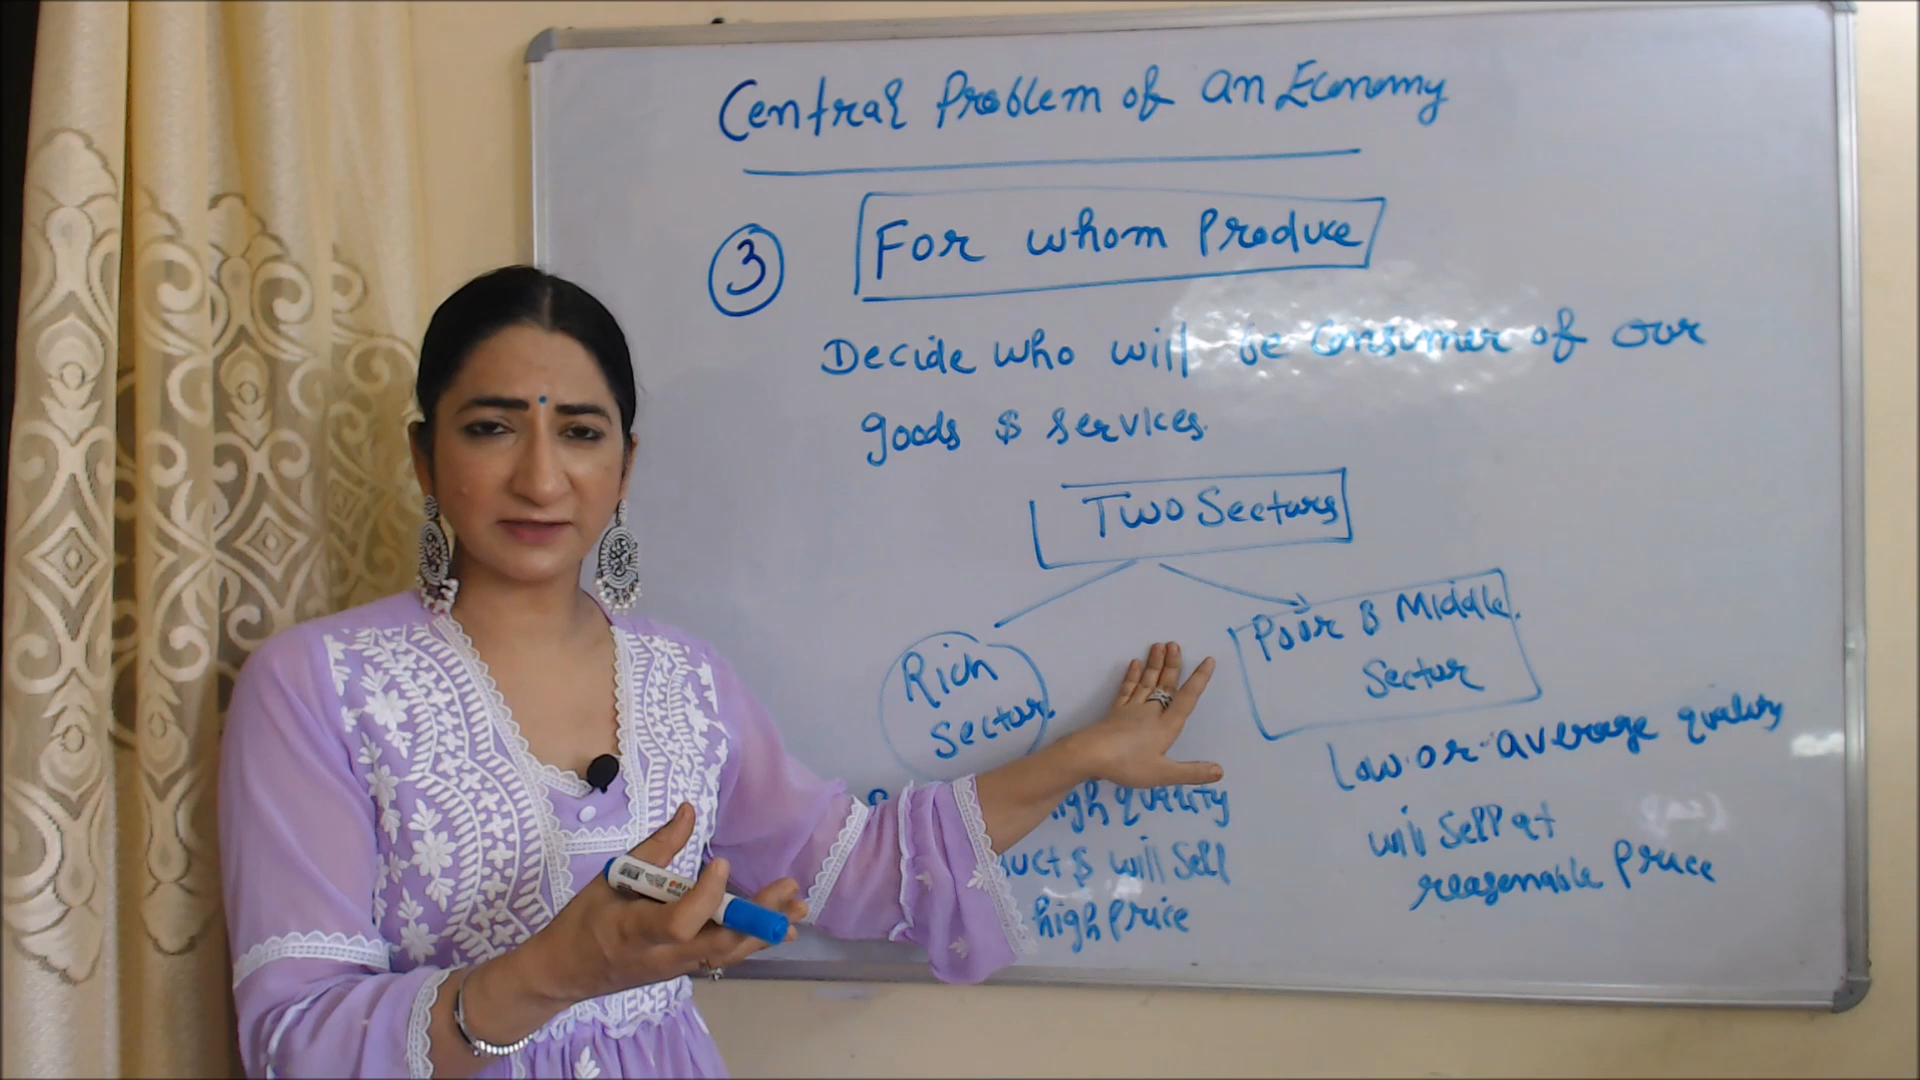 Central Problem of an Economy
3
For whom Produce
Decide who will be Consumer of our
goods & services.
Two Sectors
Rich
Sector.
Poor & Middle.
Sector
high quality
& will Sell
high price
Low or average quality
will Sell at
reasenable Price